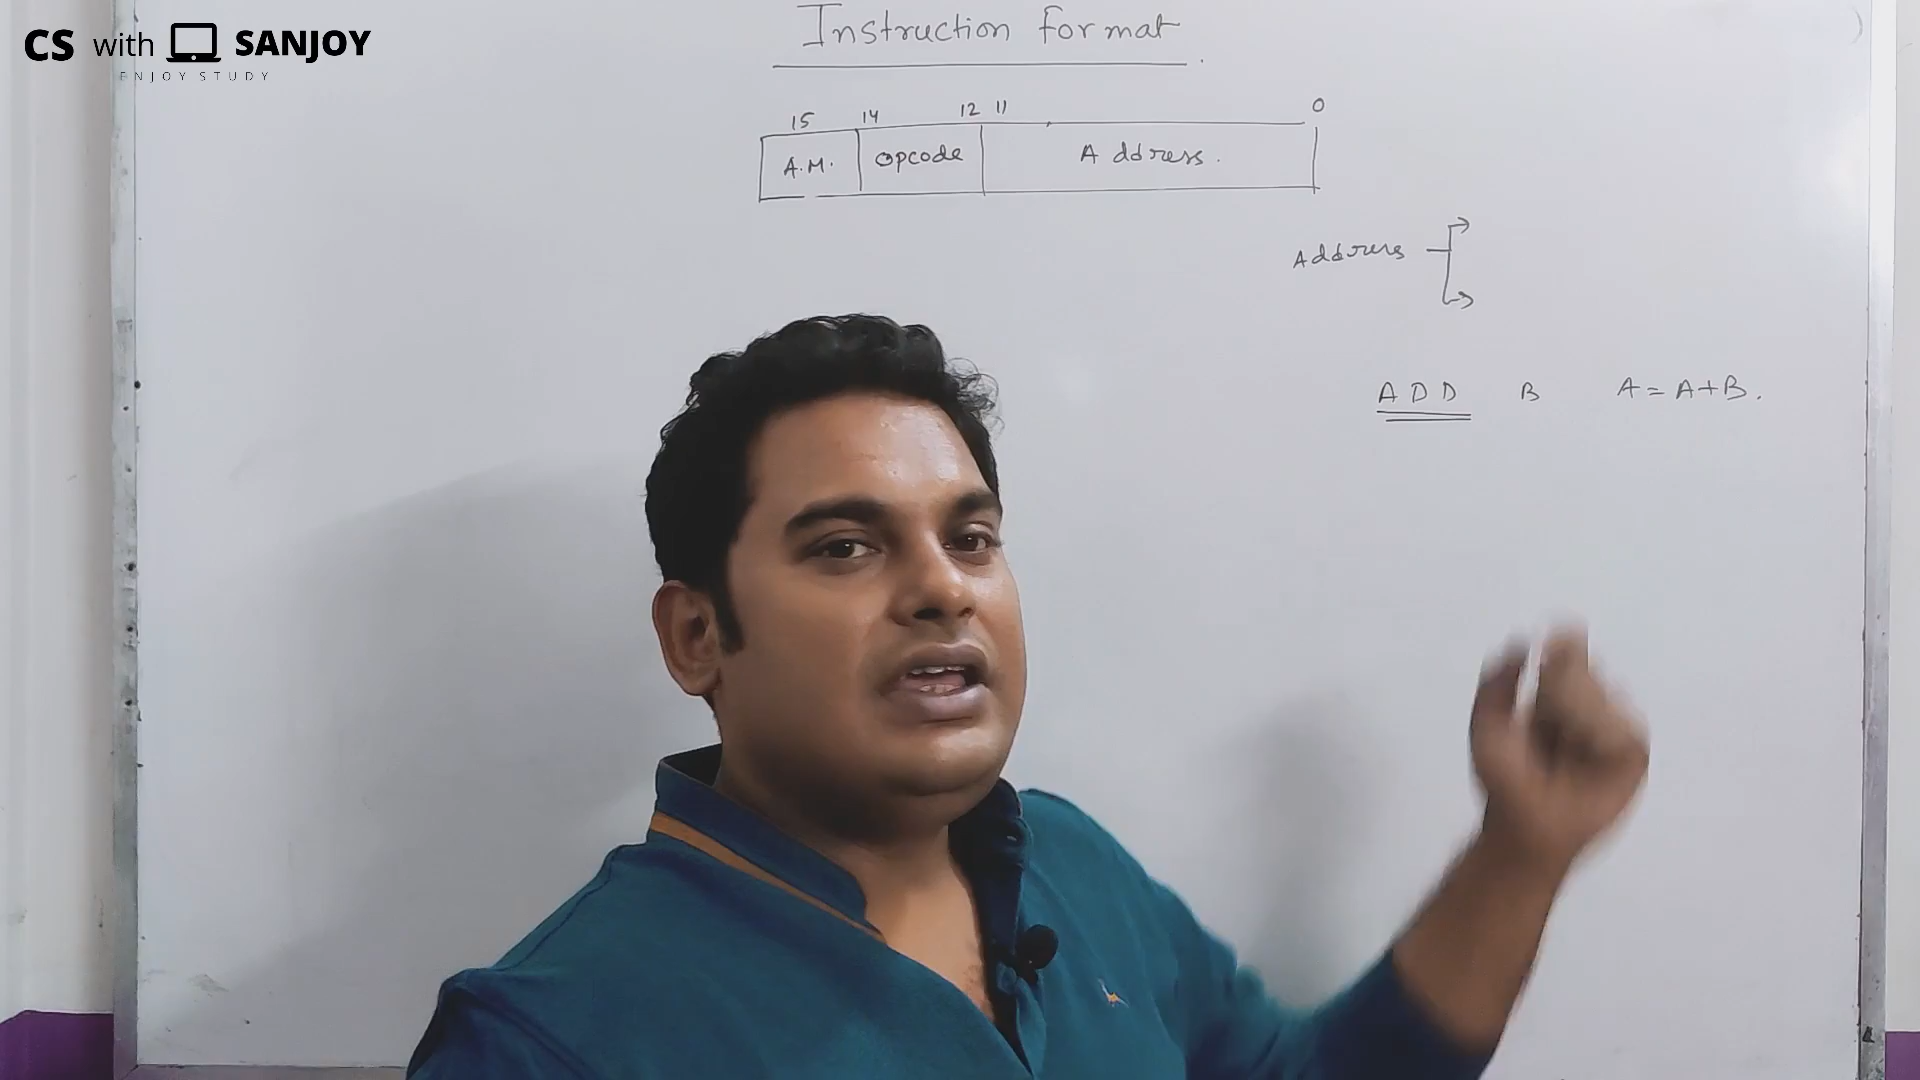 CS with SANJOY
ENJOY STUDY
Instruction format
15 14 12 11 0
A.M. opcode Address.
Address
ADD B A=A+B.